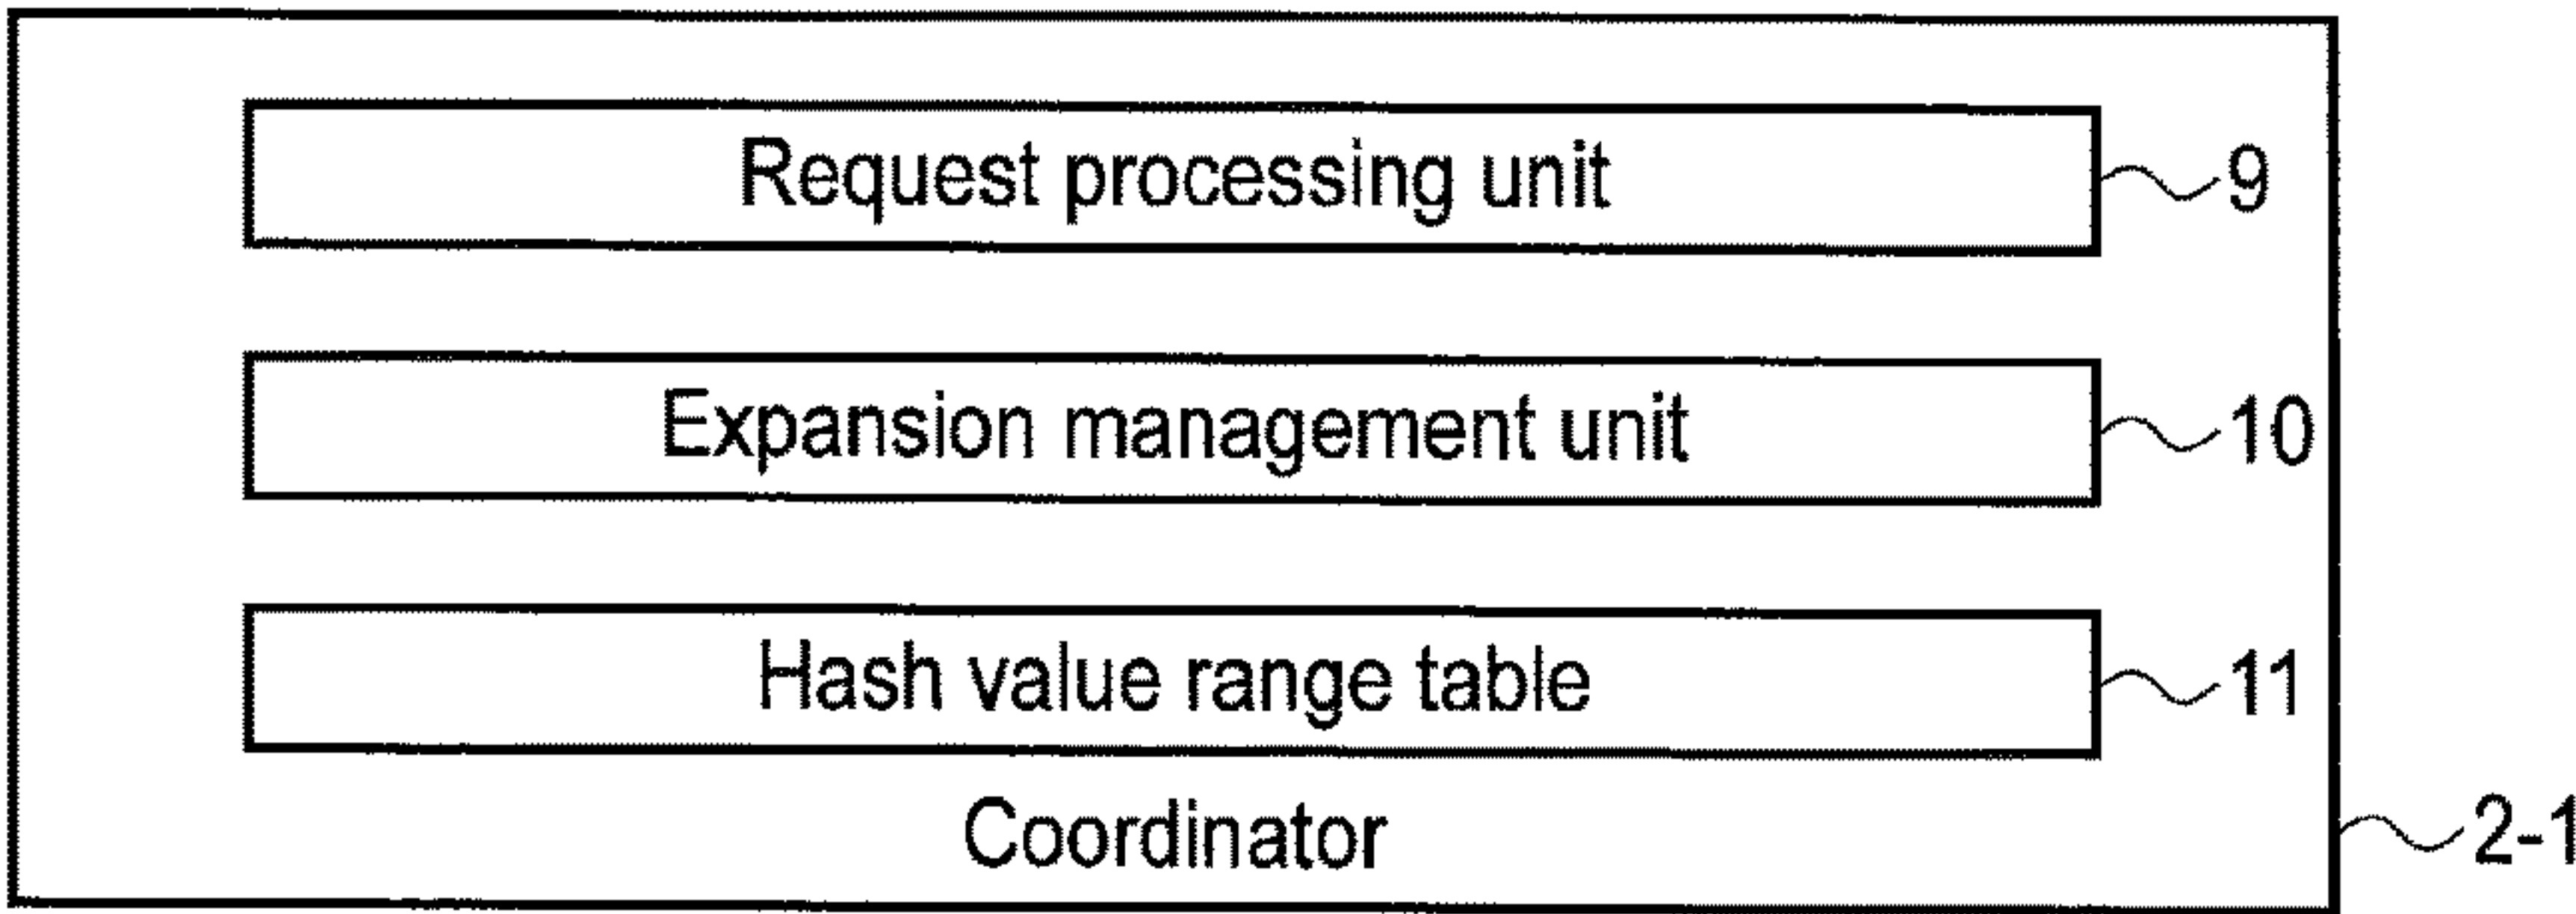 Request processing unit 9
Expansion management unit 10
Hash value range table 11
Coordinator 2-1